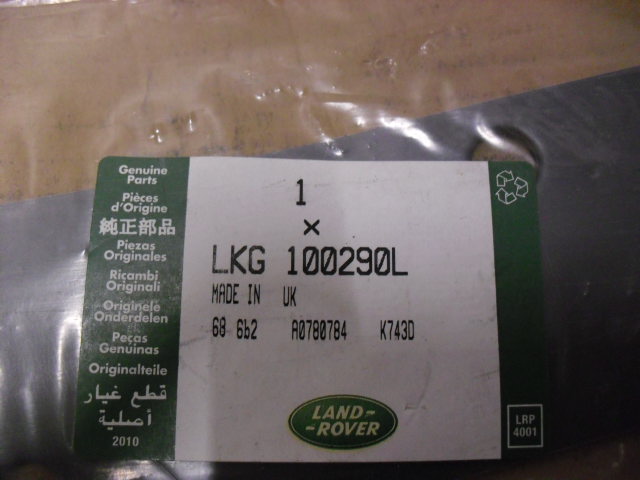 Genuine
Parts
Pièces
d'Origine
純正部品
Piezas
Originales
Ricambi
Originali
Originele
Onderdelen
Peças
Genuinas
Originalteile
قطع غيار
أصلية
2010
1
×
LKG 100290L
MADE IN UK
68 6b2 A0780784 K743D
LAND-
-ROVER
LRP
4001